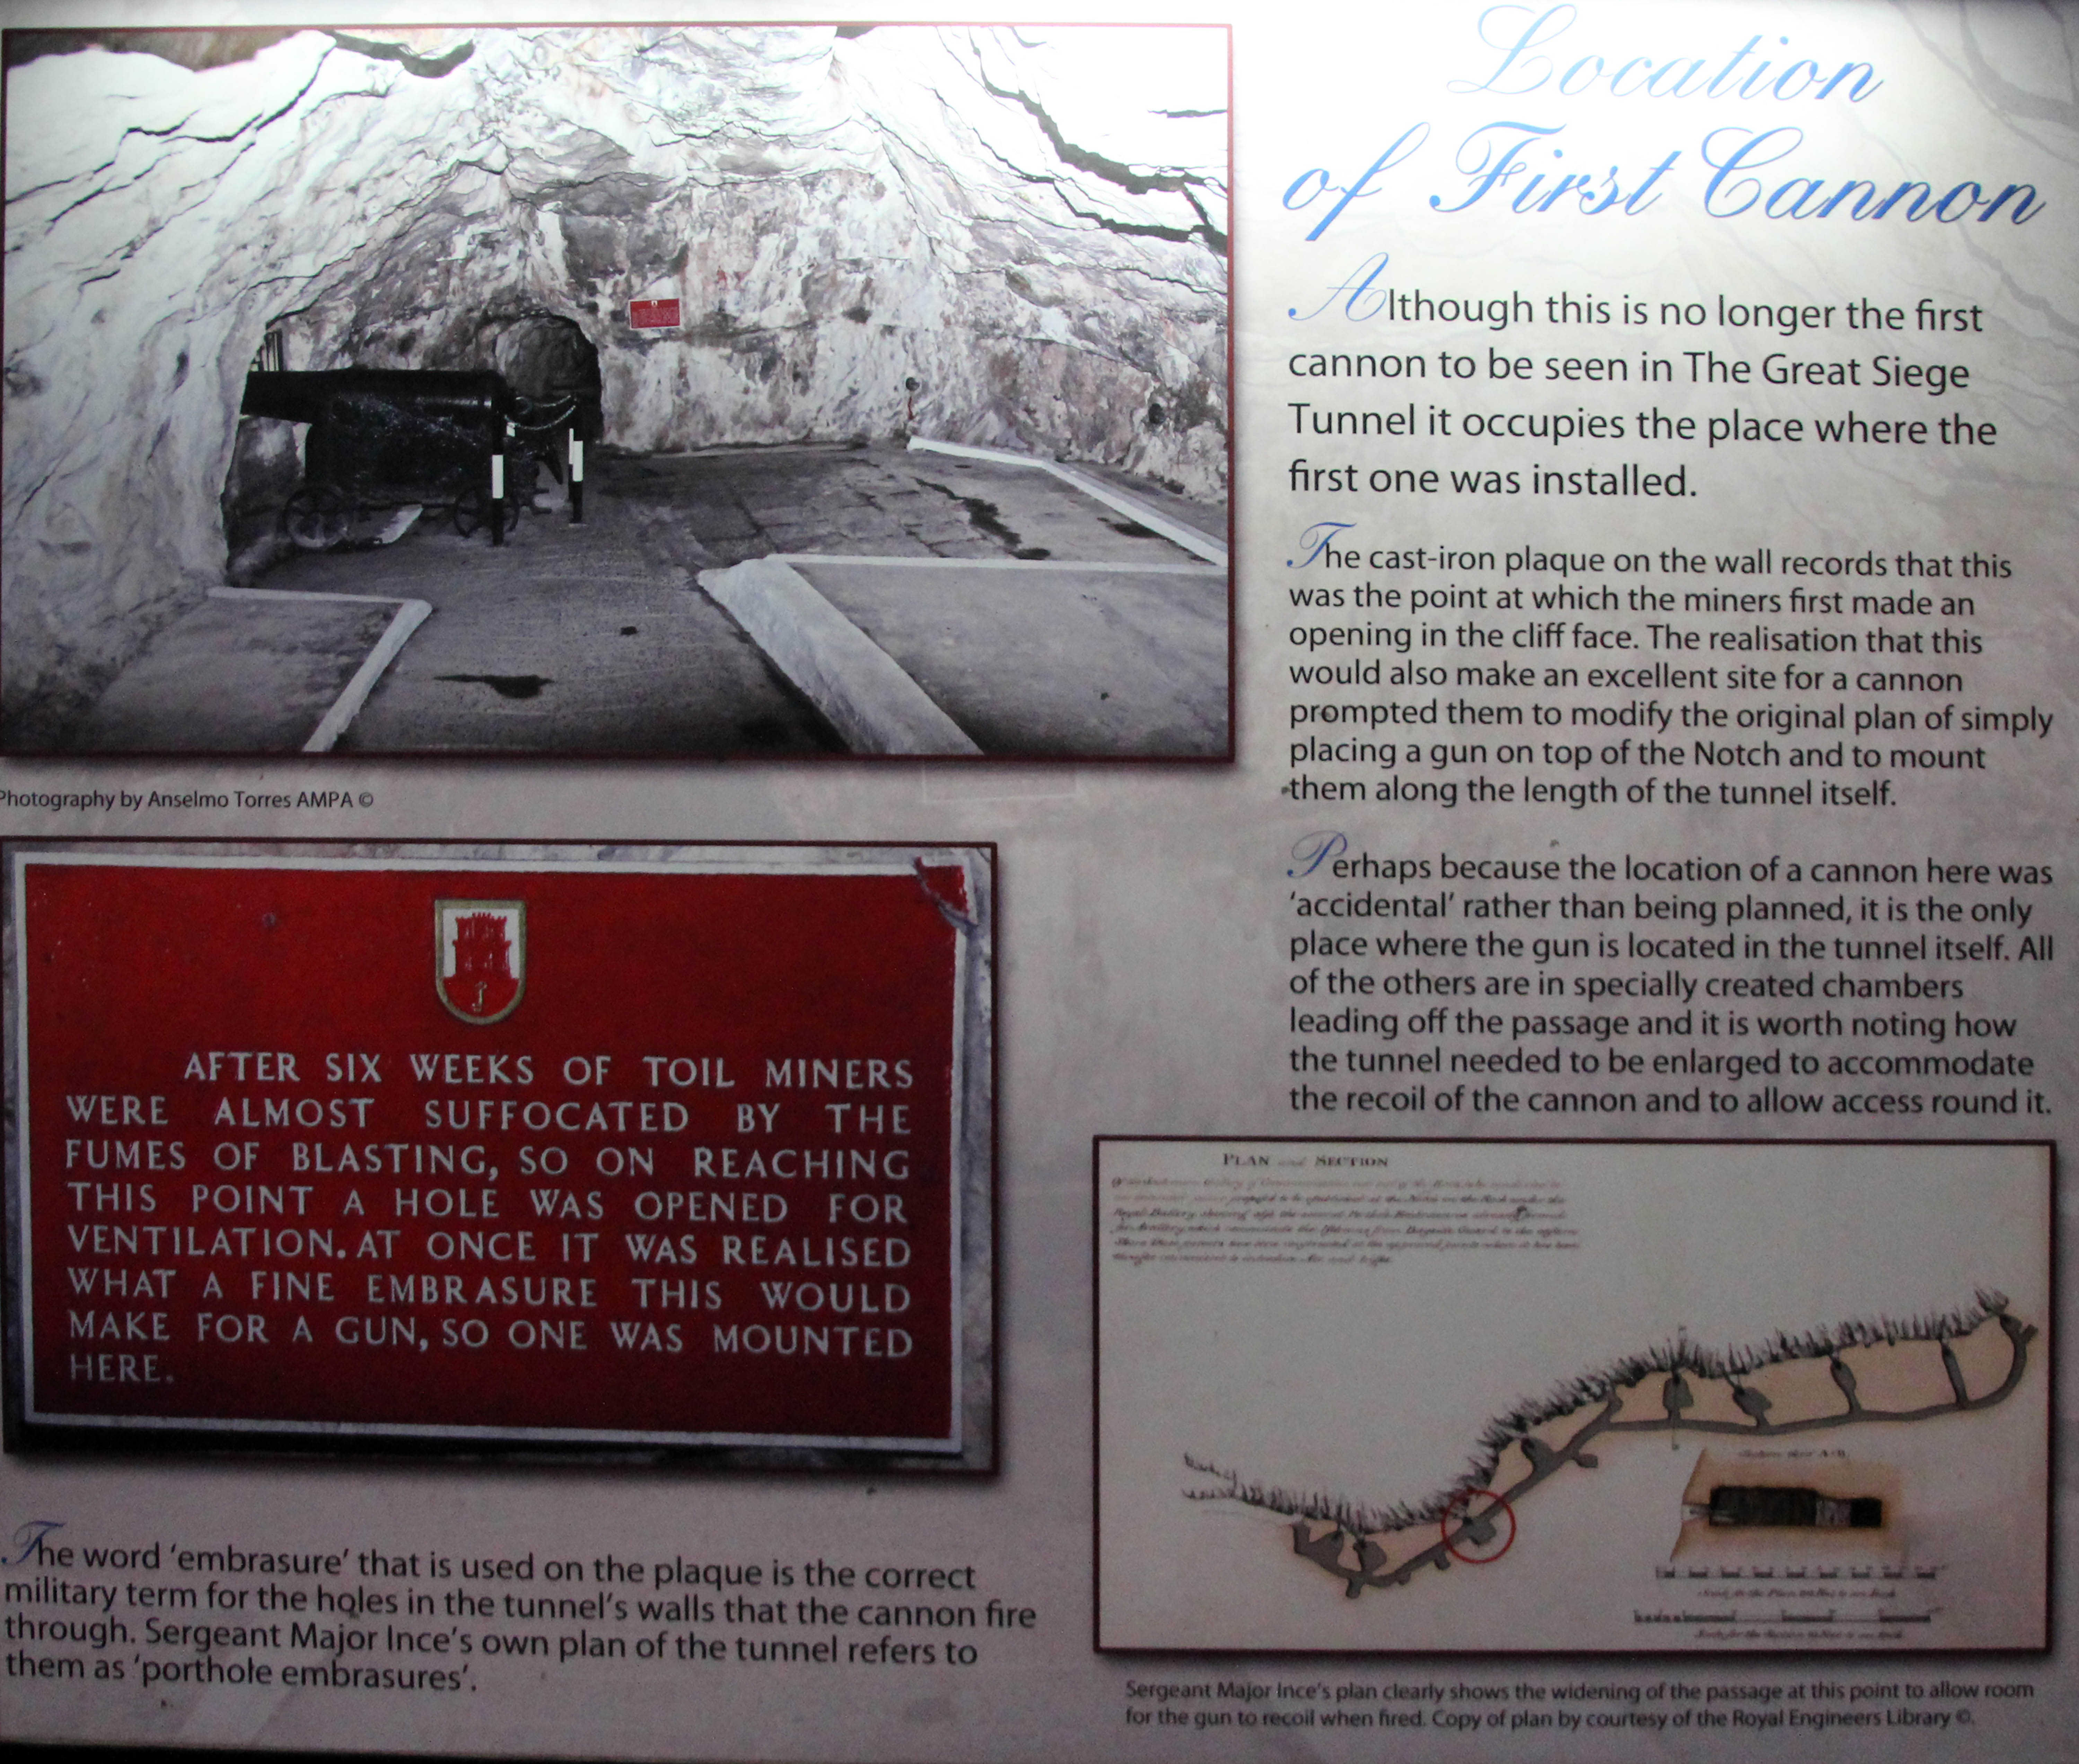 Location
of First Cannon
Although this is no longer the first
cannon to be seen in The Great Siege
Tunnel it occupies the place where the
first one was installed.
The cast-iron plaque on the wall records that this
was the point at which the miners first made an
opening in the cliff face. The realisation that this
would also make an excellent site for a cannon
prompted them to modify the original plan of simply
placing a gun on top of the Notch and to mount
them along the length of the tunnel itself.
Perhaps because the location of a cannon here was
'accidental' rather than being planned, it is the only
place where the gun is located in the tunnel itself. All
of the others are in specially created chambers
leading off the passage and it is worth noting how
the tunnel needed to be enlarged to accommodate
the recoil of the cannon and to allow access round it.
Photography by Anselmo Torres AMPA ©
AFTER SIX WEEKS OF TOIL MINERS
WERE ALMOST SUFFOCATED BY THE
FUMES OF BLASTING, SO ON REACHING
THIS POINT A HOLE WAS OPENED FOR
VENTILATION. AT ONCE IT WAS REALISED
WHAT A FINE EMBRASURE THIS WOULD
MAKE FOR A GUN, SO ONE WAS MOUNTED
HERE.
The word 'embrasure' that is used on the plaque is the correct
military term for the holes in the tunnel's walls that the cannon fire
through. Sergeant Major Ince's own plan of the tunnel refers to
them as 'porthole embrasures'.
PLAN and SECTION
Sergeant Major Ince's plan clearly shows the widening of the passage at this point to allow room
for the gun to recoil when fired. Copy of plan by courtesy of the Royal Engineers Library ©.